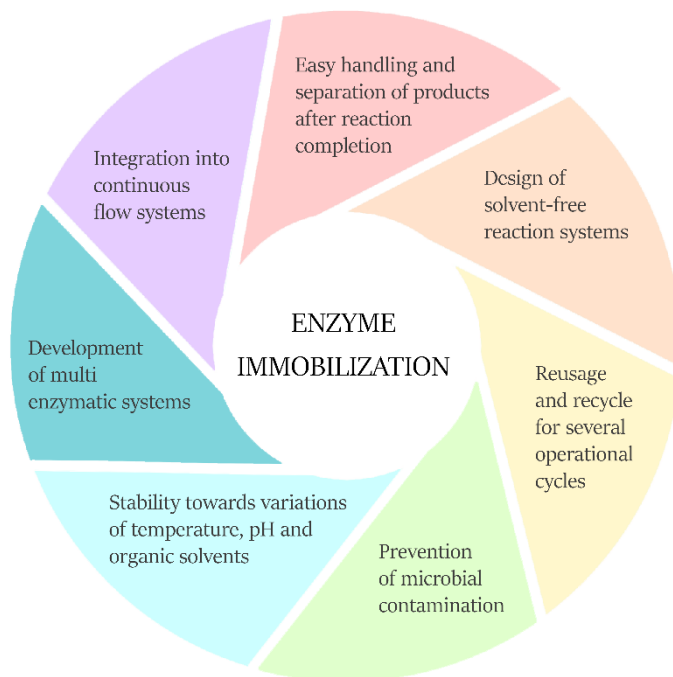 Easy handling and
separation of products
after reaction
completion
Design of
solvent-free
reaction systems
Reusage
and recycle
for several
operational
cycles
Prevention
of microbial
contamination
Stability towards variations
of temperature, pH and
organic solvents
Development
of multi
enzymatic systems
Integration into
continuous
flow systems
ENZYME
IMMOBILIZATION